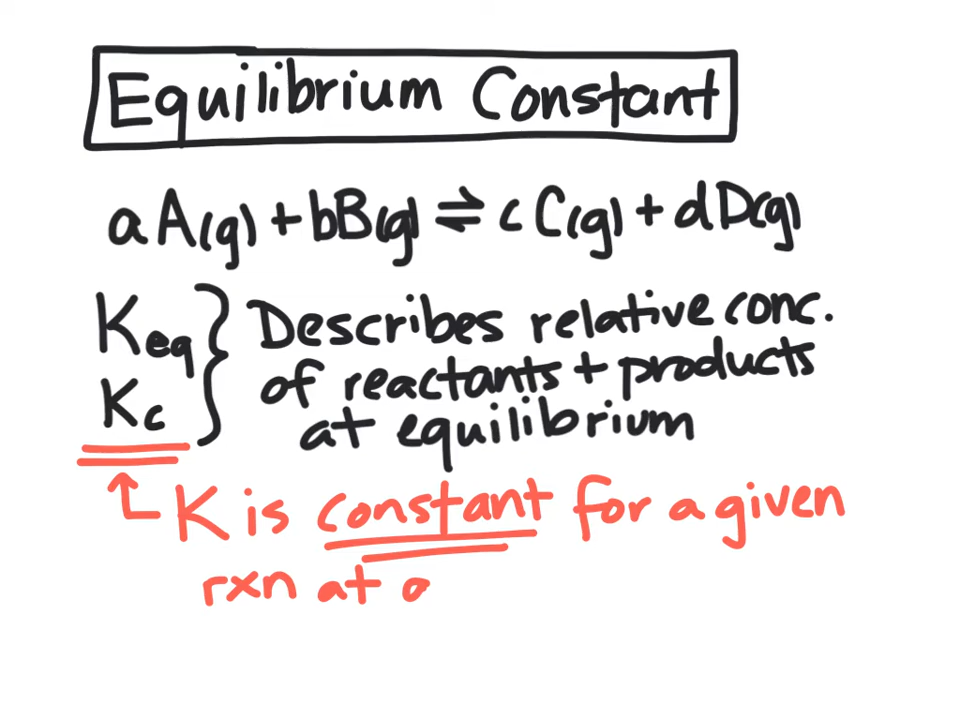 Equilibrium Constant
aA(g) + bB(g) ⇌ cC(g) + dD(g)
Keq } Describes relative conc.
Kc of reactants + products
at equilibrium
K is constant for a given
rxn at a